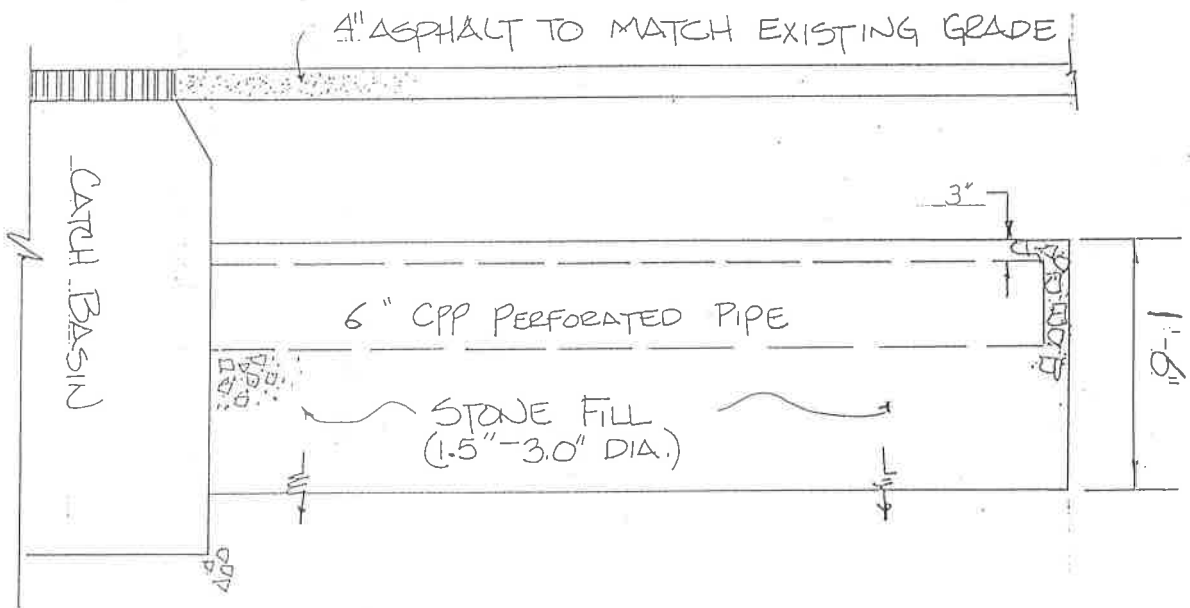 4" ASPHALT TO MATCH EXISTING GRADE
CATCH BASIN
3"
6" CPP PERFORATED PIPE
1'-6"
STONE FILL
(1.5"-3.0" DIA.)